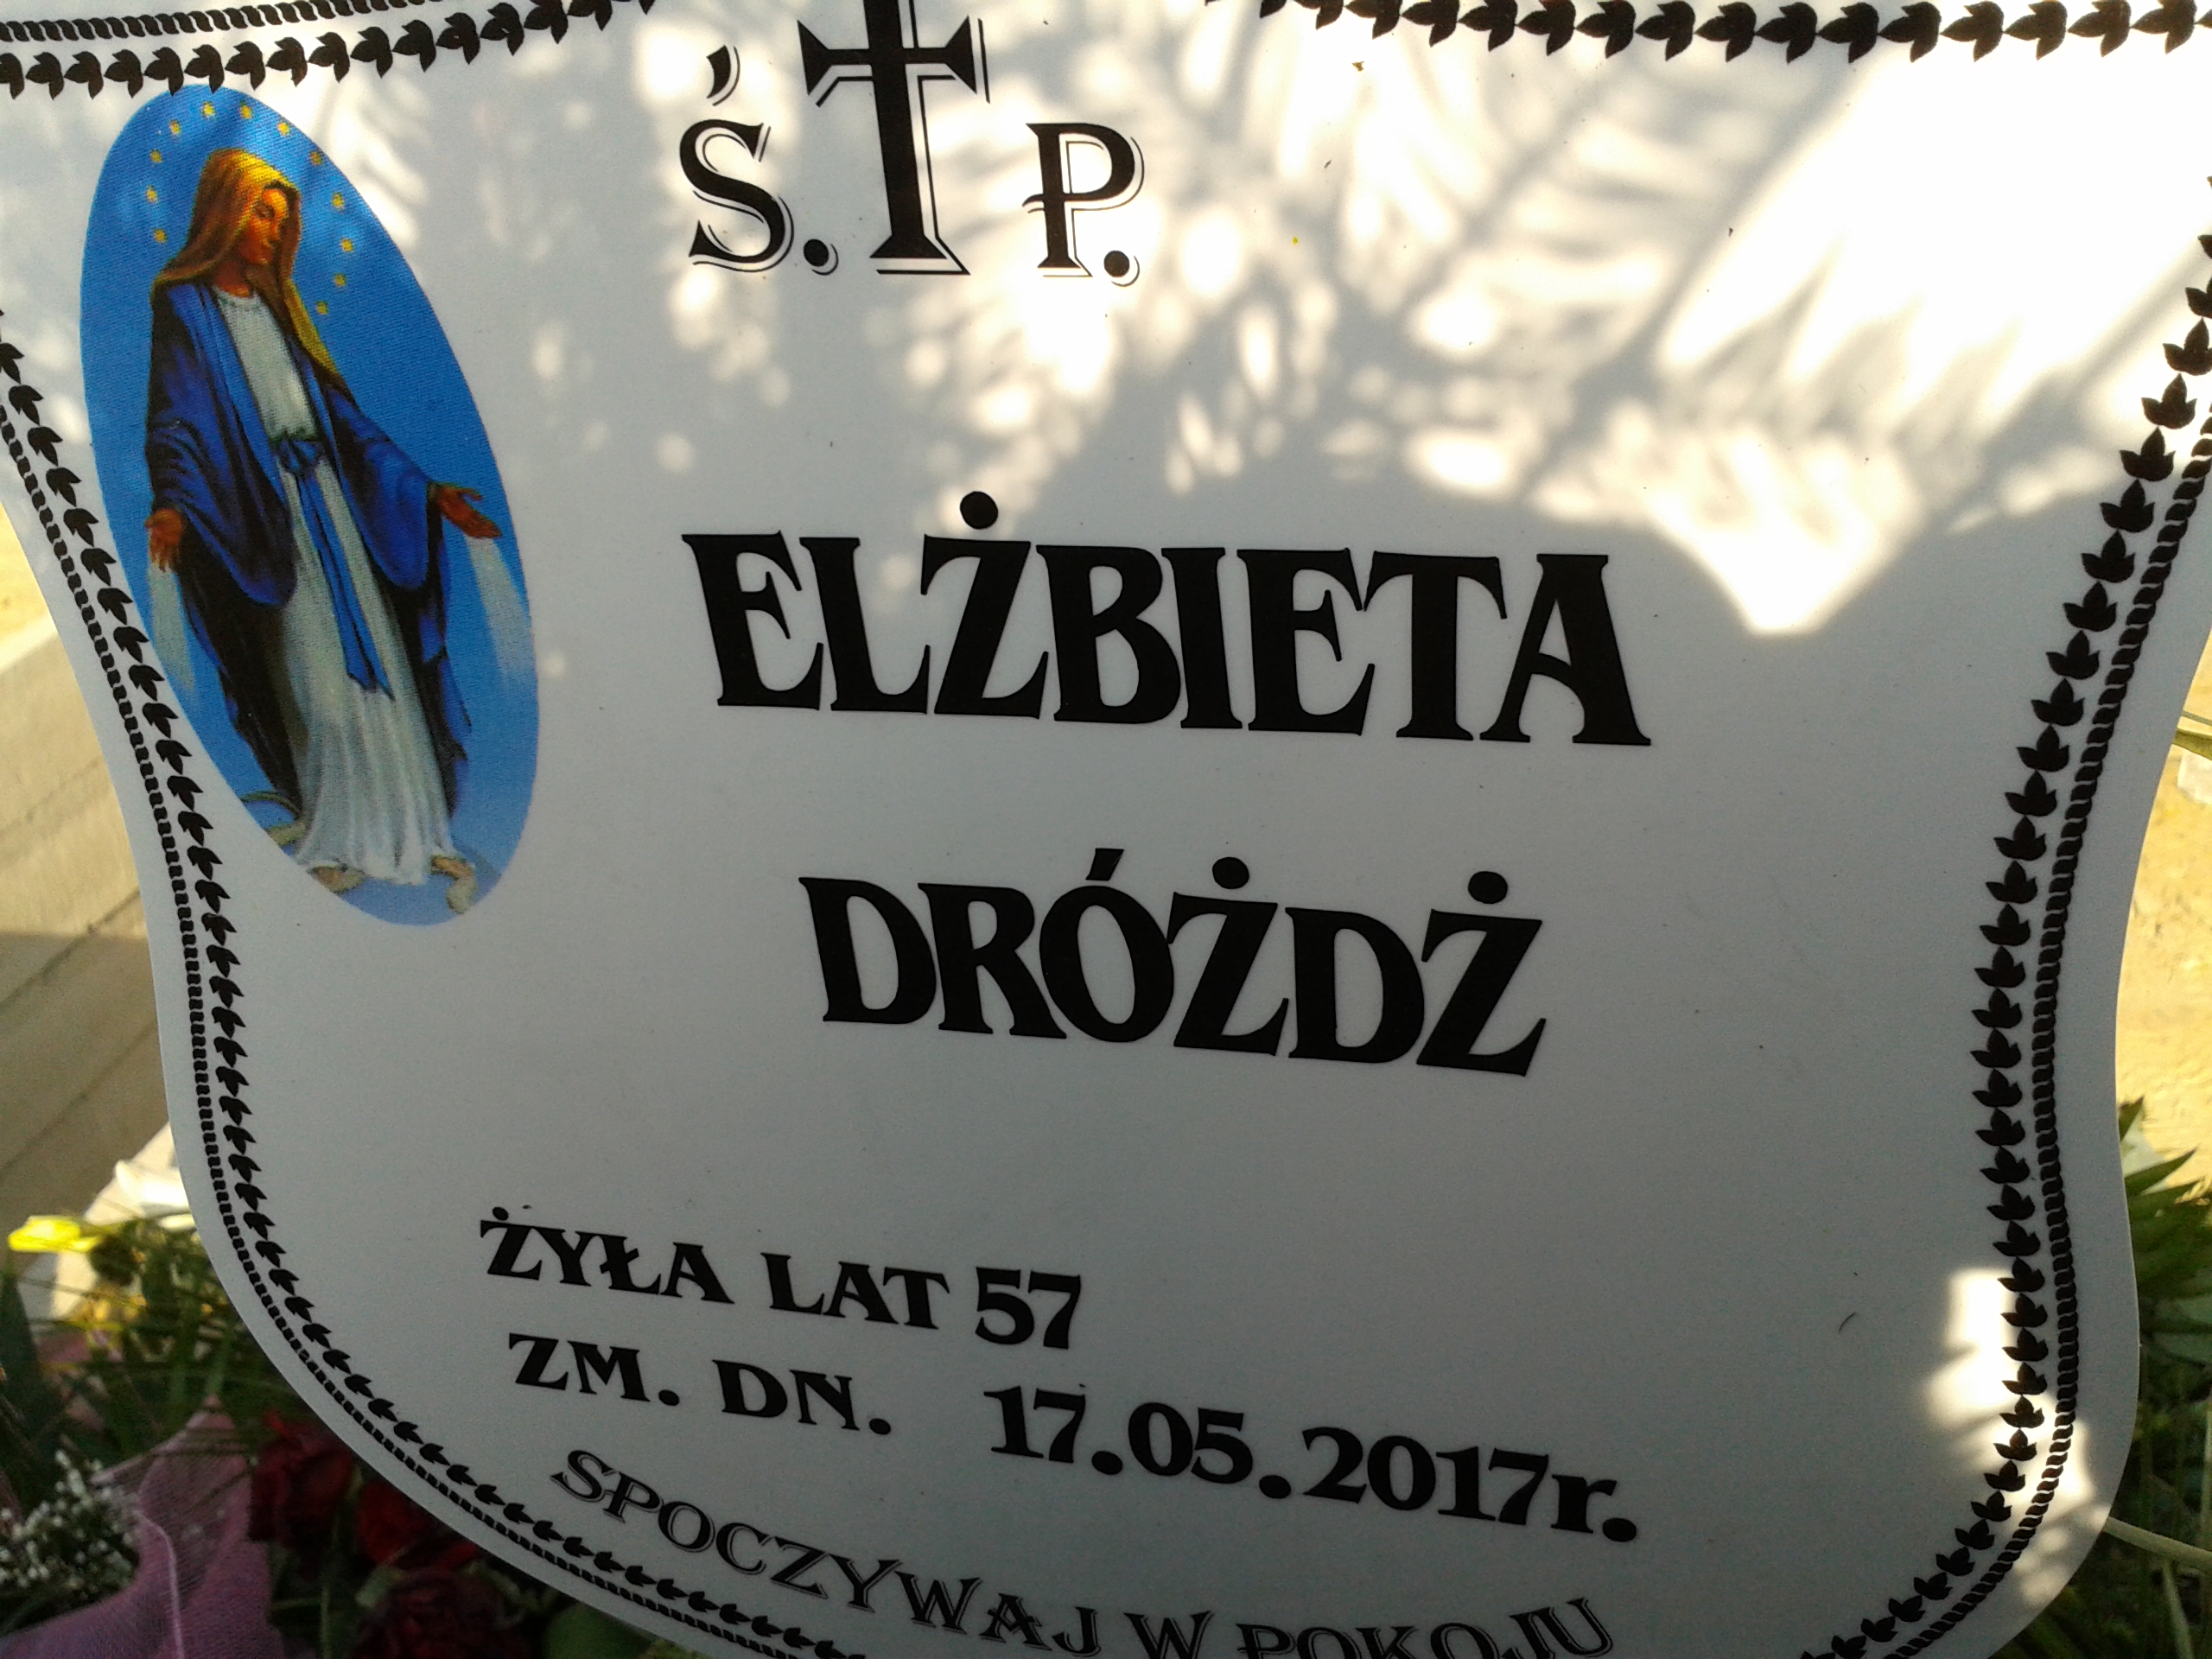 Ś. P.
ELŻBIETA
DRÓŻDŻ
ŻYŁA LAT 57
ZM. DN. 17.05.2017r.
SPOCZYWAJ W POKOJU